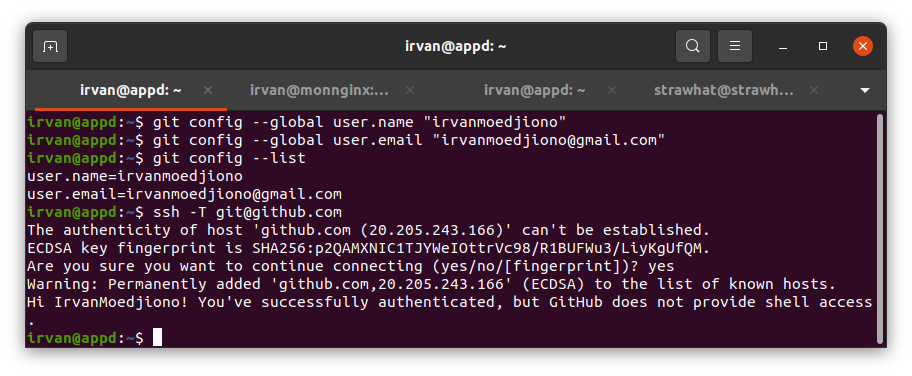 irvan@appd: ~
irvan@appd: ~
irvan@monnginx:...
irvan@appd: ~
strawhat@strawh...
irvan@appd:~$ git config --global user.name "irvanmoedjiono"
irvan@appd:~$ git config --global user.email "irvanmoedjiono@gmail.com"
irvan@appd:~$ git config --list
user.name=irvanmoedjiono
user.email=irvanmoedjiono@gmail.com
irvan@appd:~$ ssh -T git@github.com
The authenticity of host 'github.com (20.205.243.166)' can't be established.
ECDSA key fingerprint is SHA256:p2QAMXNIC1TJYWeIOttrVc98/R1BUFWu3/LiyKgUfQM.
Are you sure you want to continue connecting (yes/no/[fingerprint])? yes
Warning: Permanently added 'github.com,20.205.243.166' (ECDSA) to the list of known hosts.
Hi IrvanMoedjiono! You've successfully authenticated, but GitHub does not provide shell access
.
irvan@appd:~$